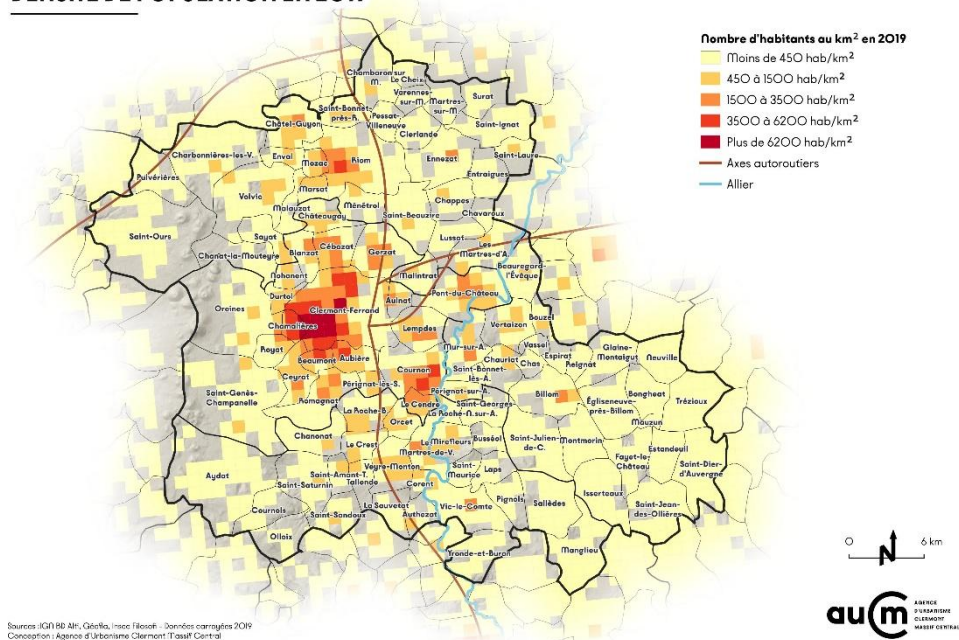 Nombre d'habitants au km² en 2019
Moins de 450 hab/km²
450 à 1500 hab/km²
1500 à 3500 hab/km²
3500 à 6200 hab/km²
Plus de 6200 hab/km²
Axes autoroutiers
Allier
Chambaron sur
M.
Le Cheix
Varennes-
sur-M.
Martres-
sur-M.
Surat
Saint-Bonnet-
près-R.
Pessat-
Villeneuve
Clerlande
Saint-Ignat
Châtel-Guyon
Charbonnières-les-V.
Enval
Mozac
Riom
Ennezat
Saint-Laure
Pulvérières
Entraigues
Volvic
Marsat
Malauzat
Ménétrol
Châteaugay
Saint-Beauzire
Chappes
Chavaroux
Saint-Ours
Sayat
Cébazat
Blanzat
Gerzat
Lussat
Les
Martres-d'A.
Chanat-la-Mouteyre
Nohanent
Malintrat
Beauregard-
l'Évêque
Durtol
Pont-du-Château
Aulnat
Orcines
Clermont-Ferrand
Chamalières
Lempdes
Vertaizon
Bouzel
Royat
Beaumont
Aubière
Mur-sur-A.
Vassel
Chauriat
Chas
Espirat
Reignat
Glaine-
Montaigut
Neuville
Ceyrat
Pérignat-lès-S.
Cournon
Saint-Bonnet-
lès-A.
Pérignat-sur-A.
Saint-Genès-
Champanelle
Romagnat
Le Cendre
Saint-Georges-
La Roche-B.
La Roche-N.-sur-A.
Billom
Égliseneuve-
près-Billom
Bongheat
Trézioux
Mauzun
Orcet
Chanonat
Le Crest
Mirefleurs
Busséol
Saint-Julien-
de-C.
Montmorin
Estandeuil
Martres-de-V.
Fayet-le-
Château
Saint-Dier-
d'Auvergne
Aydat
Saint-Amant-T.
Veyre-Monton
Saint-
Maurice
Laps
Saint-Saturnin
Tallende
Corent
Isserteaux
Pignols
Sallèdes
Cournols
La Sauvetat
Vic-le-Comte
Saint-Jean-
des-Ollières
Saint-Sandoux
Authezat
Olloix
Yronde-et-Buron
Manglieu
0 6 km
N
aucm
AGENCE
D'URBANISME
CLERMONT
MASSIF CENTRAL
Sources : IGN BD Alti, Géofla, Insee Filosofi - Données carroyées 2019
Conception : Agence d'Urbanisme Clermont Massif Central